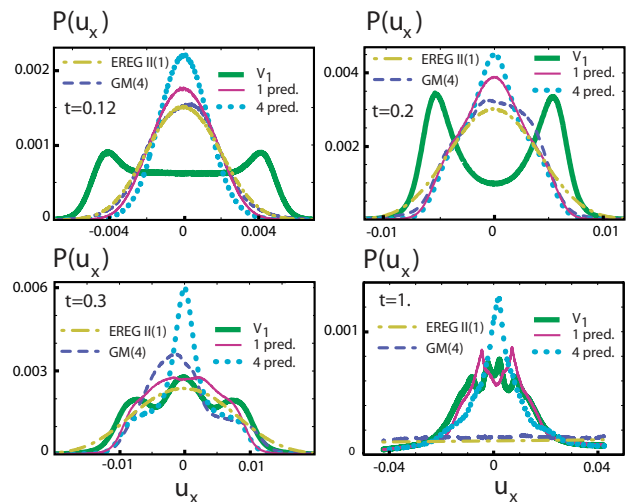 P(u_x)
0.002
0.001
0
t=0.12
EREG II(1)
GM(4)
V_1
1 pred.
4 pred.
-0.004
0
0.004
P(u_x)
0.004
0.002
0
EREG II(1)
GM(4)
t=0.2
V_1
1 pred.
4 pred.
-0.01
0
0.01
P(u_x)
0.006
0.003
0
t=0.3
EREG II(1)
GM(4)
V_1
1 pred.
4 pred.
-0.01
0
0.01
u_x
P(u_x)
0.001
0
t=1.
EREG II(1)
GM(4)
V_1
1 pred.
4 pred.
-0.04
0
0.04
u_x